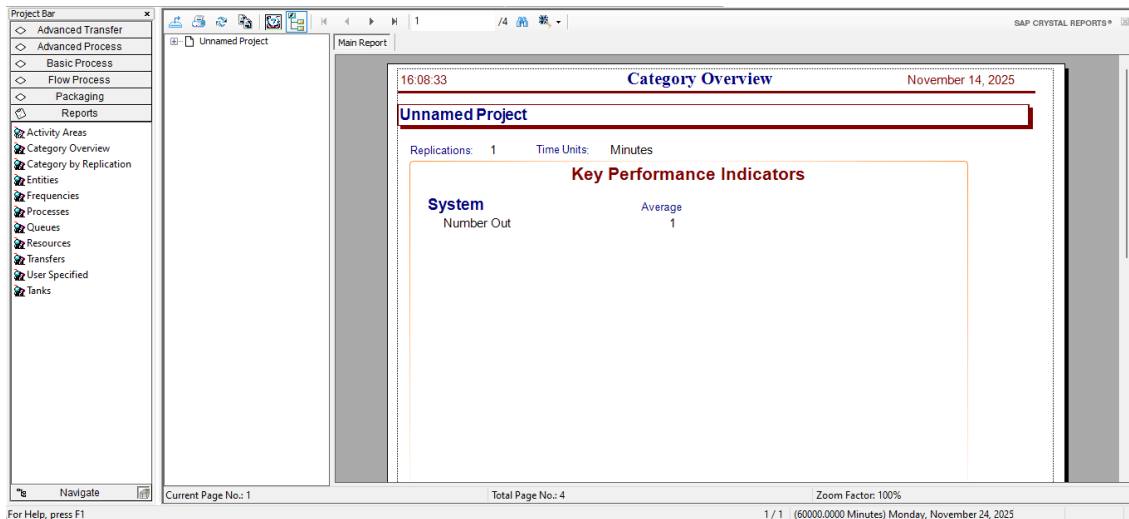 Project Bar ×
Advanced Transfer
Advanced Process
Basic Process
Flow Process
Packaging
Reports
Activity Areas
Category Overview
Category by Replication
Entities
Frequencies
Processes
Queues
Resources
Transfers
User Specified
Tanks
Navigate
1 /4
SAP CRYSTAL REPORTS®
Unnamed Project
Main Report
16:08:33 Category Overview November 14, 2025
Unnamed Project
Replications: 1 Time Units: Minutes
Key Performance Indicators
System Average
Number Out 1
Current Page No.: 1 Total Page No.: 4 Zoom Factor: 100%
For Help, press F1 1 / 1 (60000.0000 Minutes) Monday, November 24, 2025